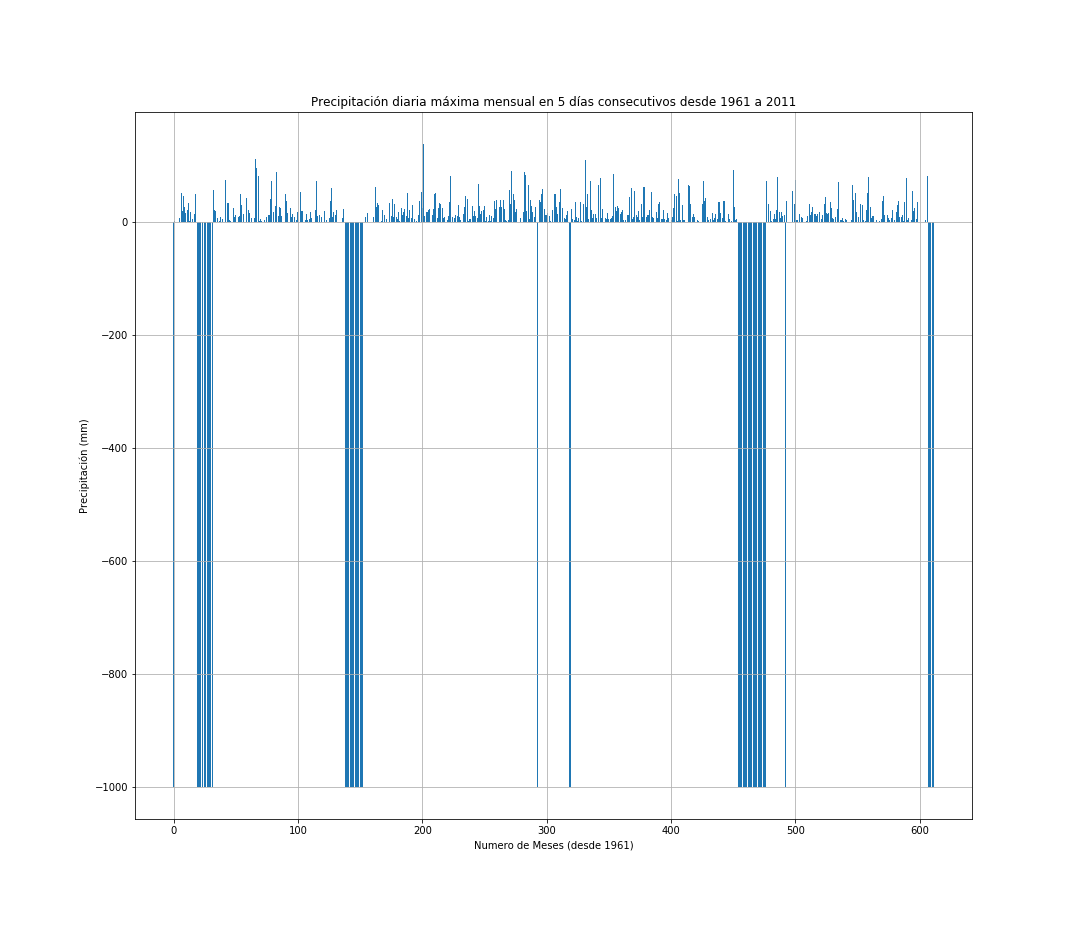 Precipitación diaria máxima mensual en 5 días consecutivos desde 1961 a 2011
0
−200
−400
−600
−800
−1000
Precipitación (mm)
0 100 200 300 400 500 600
Numero de Meses (desde 1961)